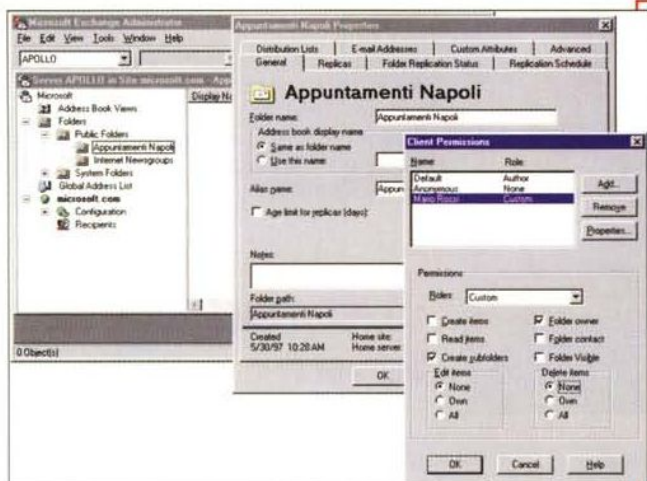 Microsoft Exchange Administrator
File Edit View Tools Window Help
APOLLO
Server APOLLO in Site microsoft.com - App
Microsoft
Address Book Views
Folders
Public Folders
Appuntamenti Napoli
Internet Newsgroups
System Folders
Global Address List
microsoft.com
Configuration
Recipients
Display N
0 Object(s)
Appuntamenti Napoli Properties
Distribution Lists E-mail Addresses Custom Attributes Advanced
General Replicas Folder Replication Status Replication Schedule
Appuntamenti Napoli
Folder name: Appuntamenti Napoli
Address book display name
Same as folder name
Use this name:
Alias name: Appun
Age limit for replicas (days):
Notes:
Folder path:
Appuntamenti Napoli
Created Home site:
5/30/97 10:28 AM Home server:
OK
Client Permissions
Name: Role:
Default Author
Anonymous None
Mario Rossi Custom
Add...
Remove
Properties...
Permissions
Roles: Custom
Create items Folder owner
Read items Folder contact
Create subfolders Folder Visible
Edit items Delete items
None None
Own Own
All All
OK Cancel Help